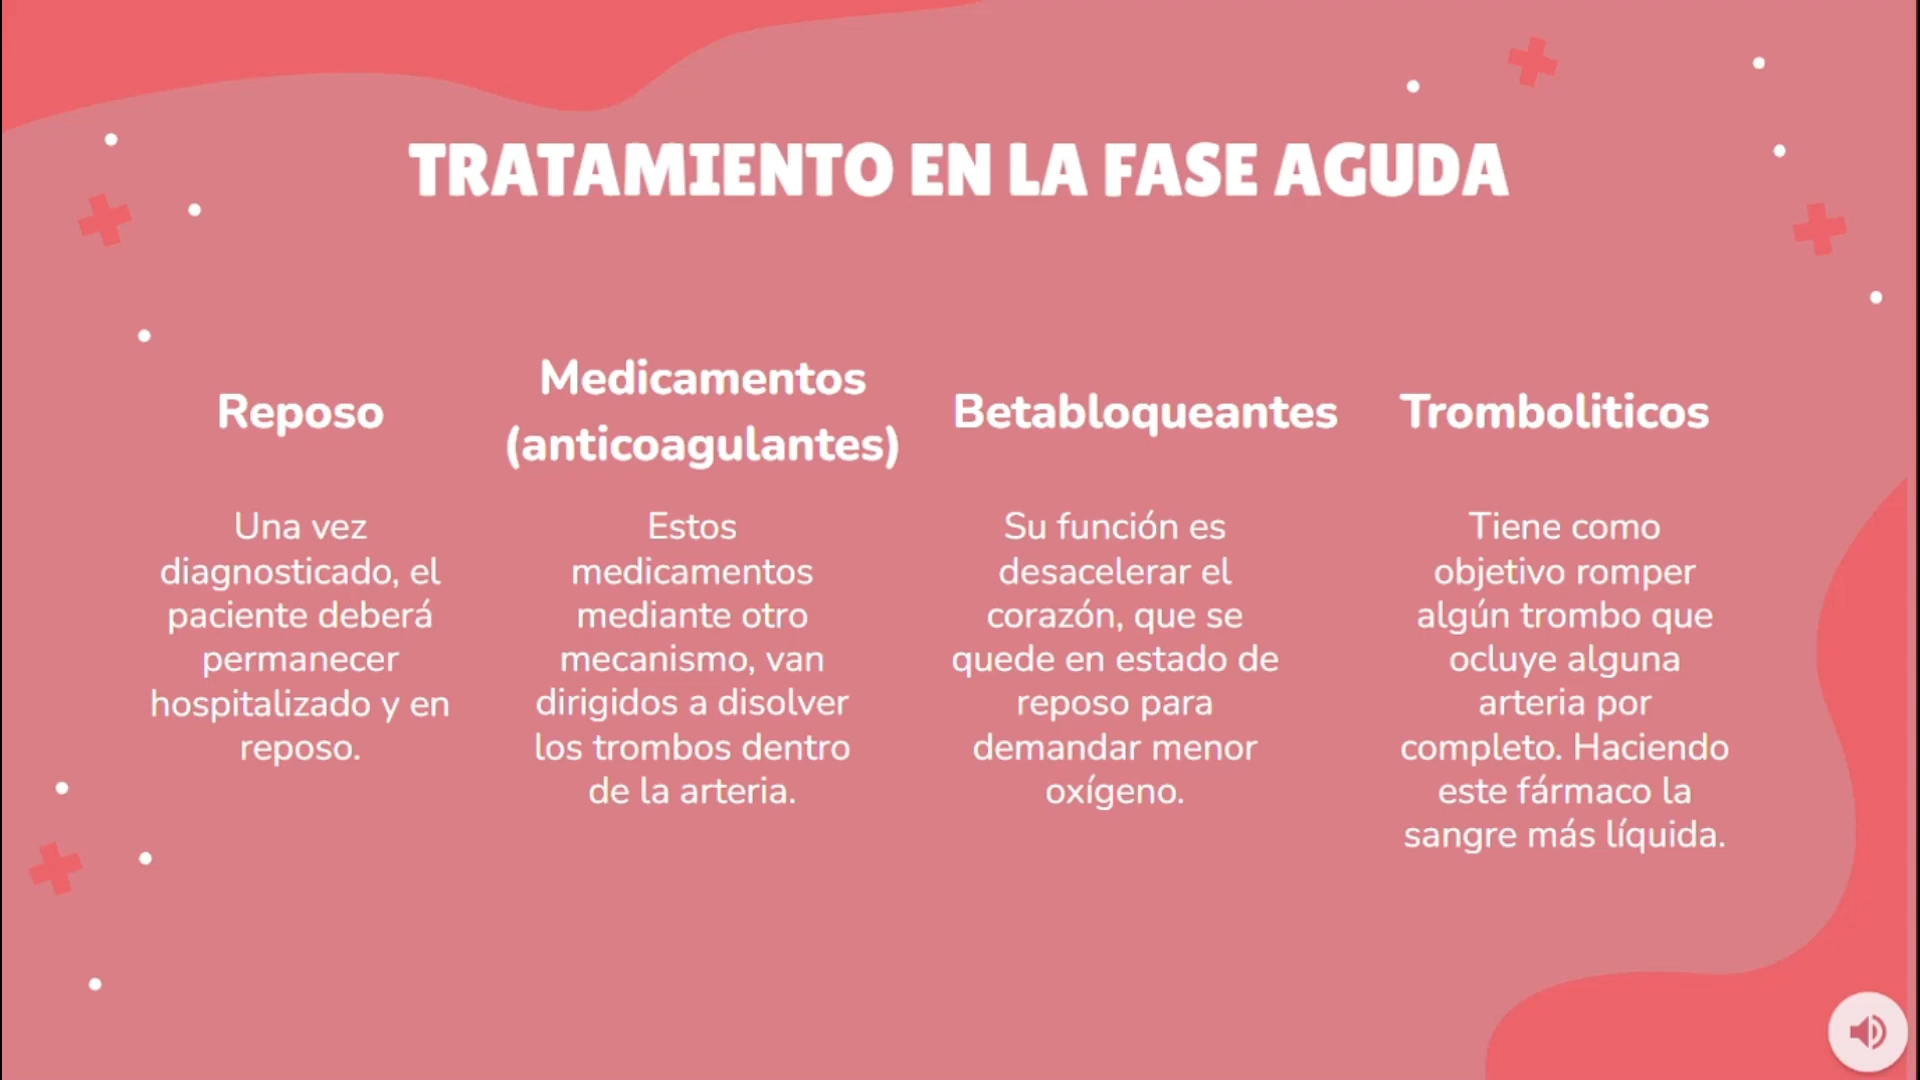 TRATAMIENTO EN LA FASE AGUDA
Reposo
Una vez
diagnosticado, el
paciente deberá
permanecer
hospitalizado y en
reposo.
Medicamentos
(anticoagulantes)
Estos
medicamentos
mediante otro
mecanismo, van
dirigidos a disolver
los trombos dentro
de la arteria.
Betabloqueantes
Su función es
desacelerar el
corazón, que se
quede en estado de
reposo para
demandar menor
oxígeno.
Tromboliticos
Tiene como
objetivo romper
algún trombo que
ocluye alguna
arteria por
completo. Haciendo
este fármaco la
sangre más líquida.